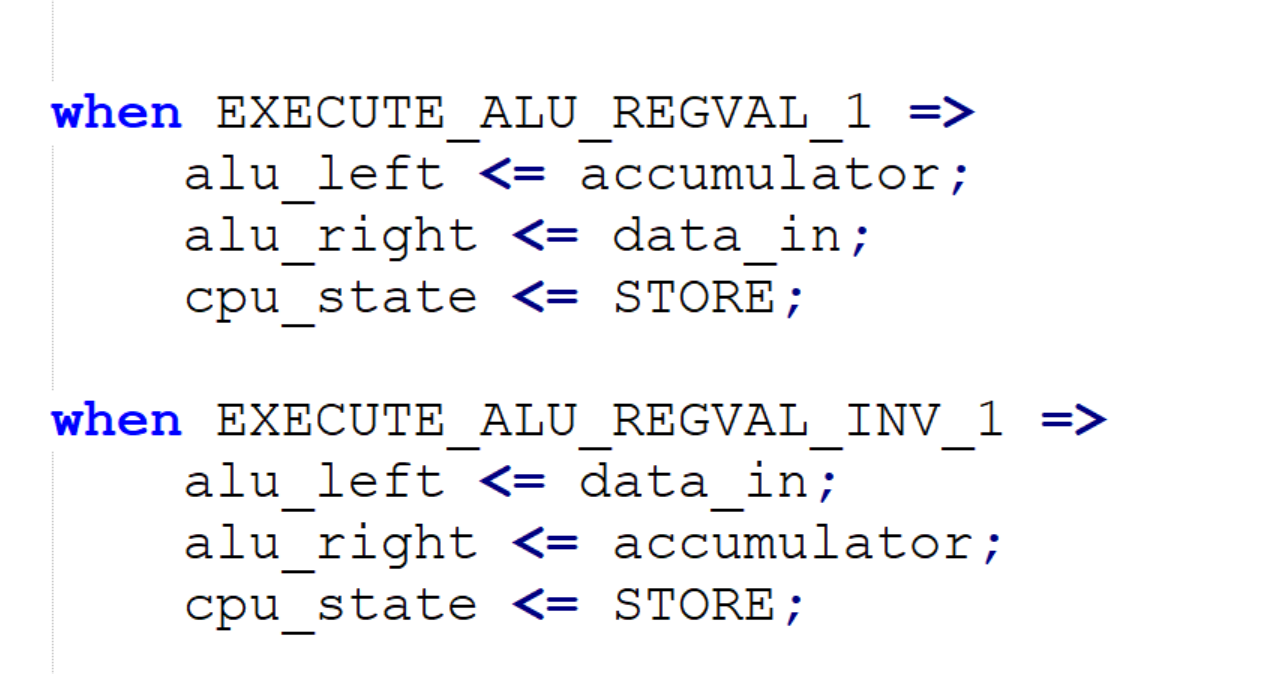 when EXECUTE_ALU_REGVAL_1 =>
alu_left <= accumulator;
alu_right <= data_in;
cpu_state <= STORE;
when EXECUTE_ALU_REGVAL_INV_1 =>
alu_left <= data_in;
alu_right <= accumulator;
cpu_state <= STORE;